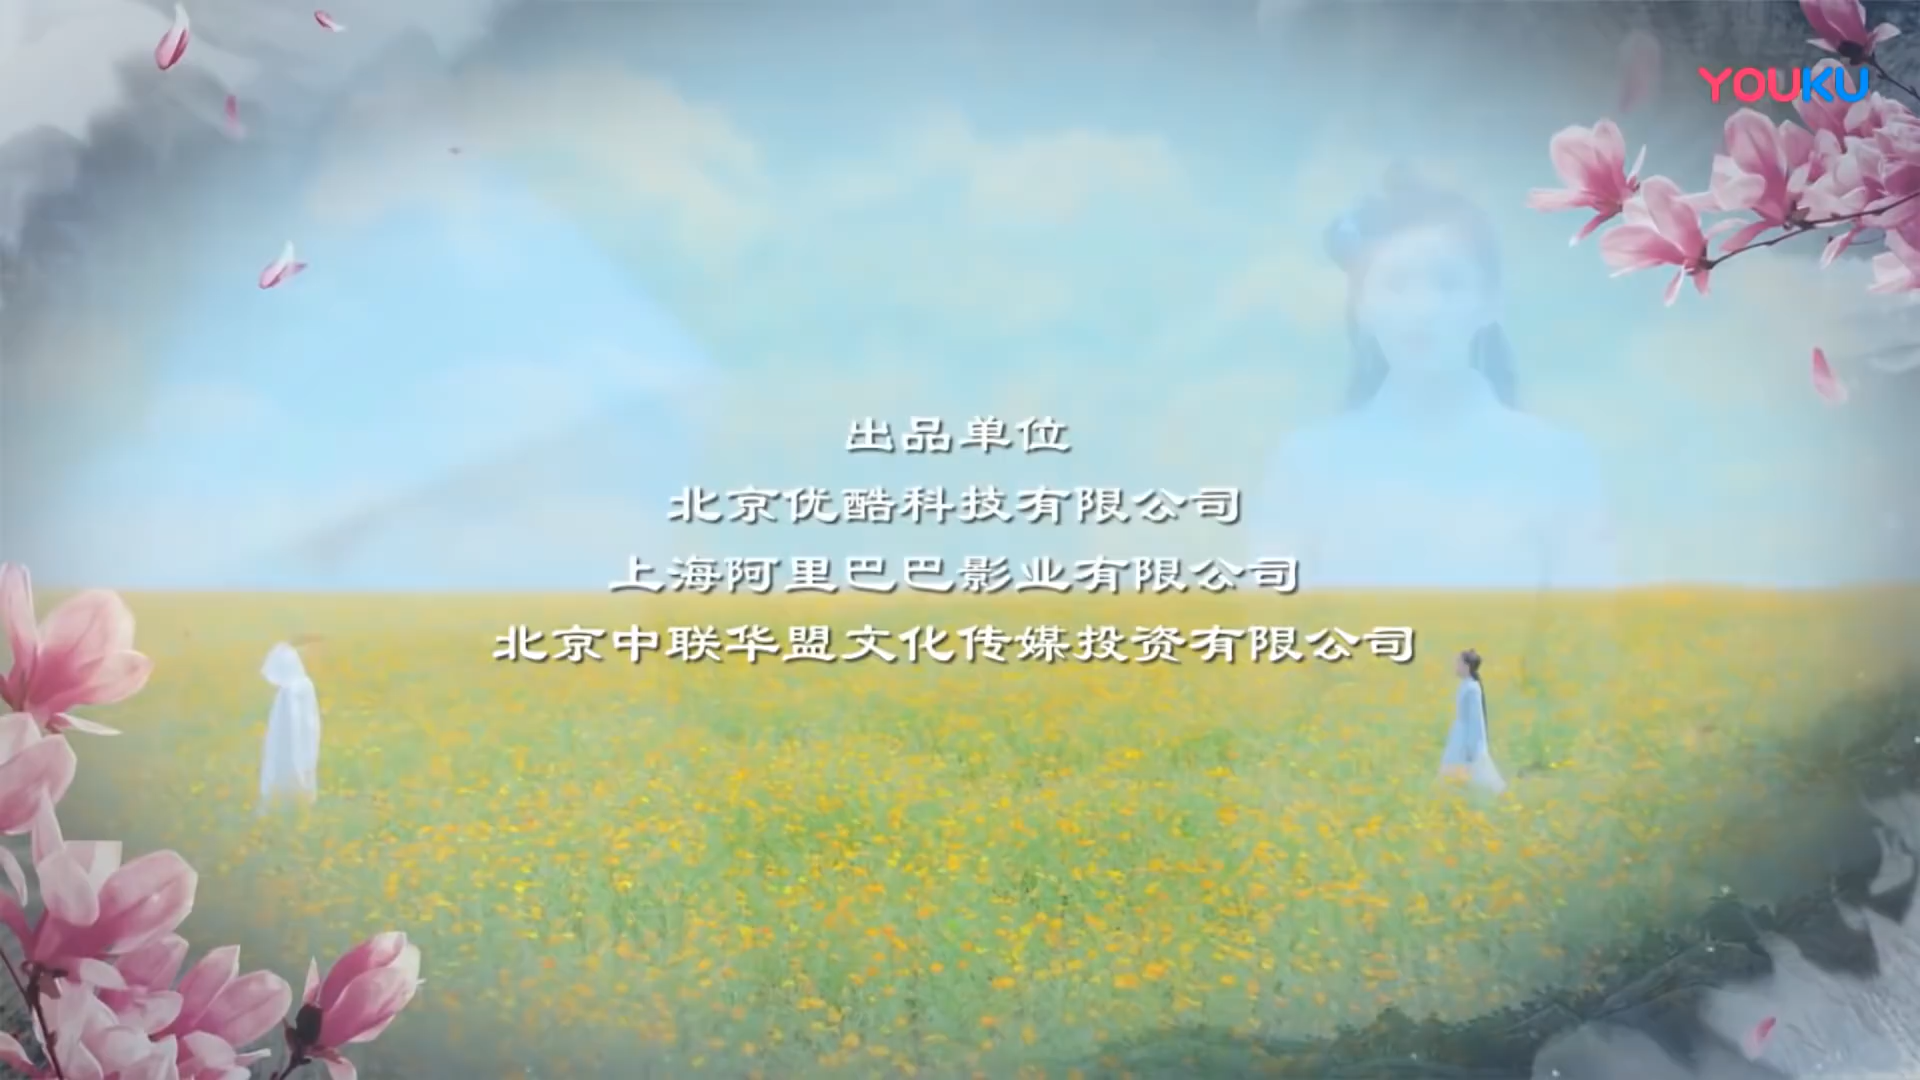 YOUKU
出品单位
北京优酷科技有限公司
上海阿里巴巴影业有限公司
北京中联华盟文化传媒投资有限公司